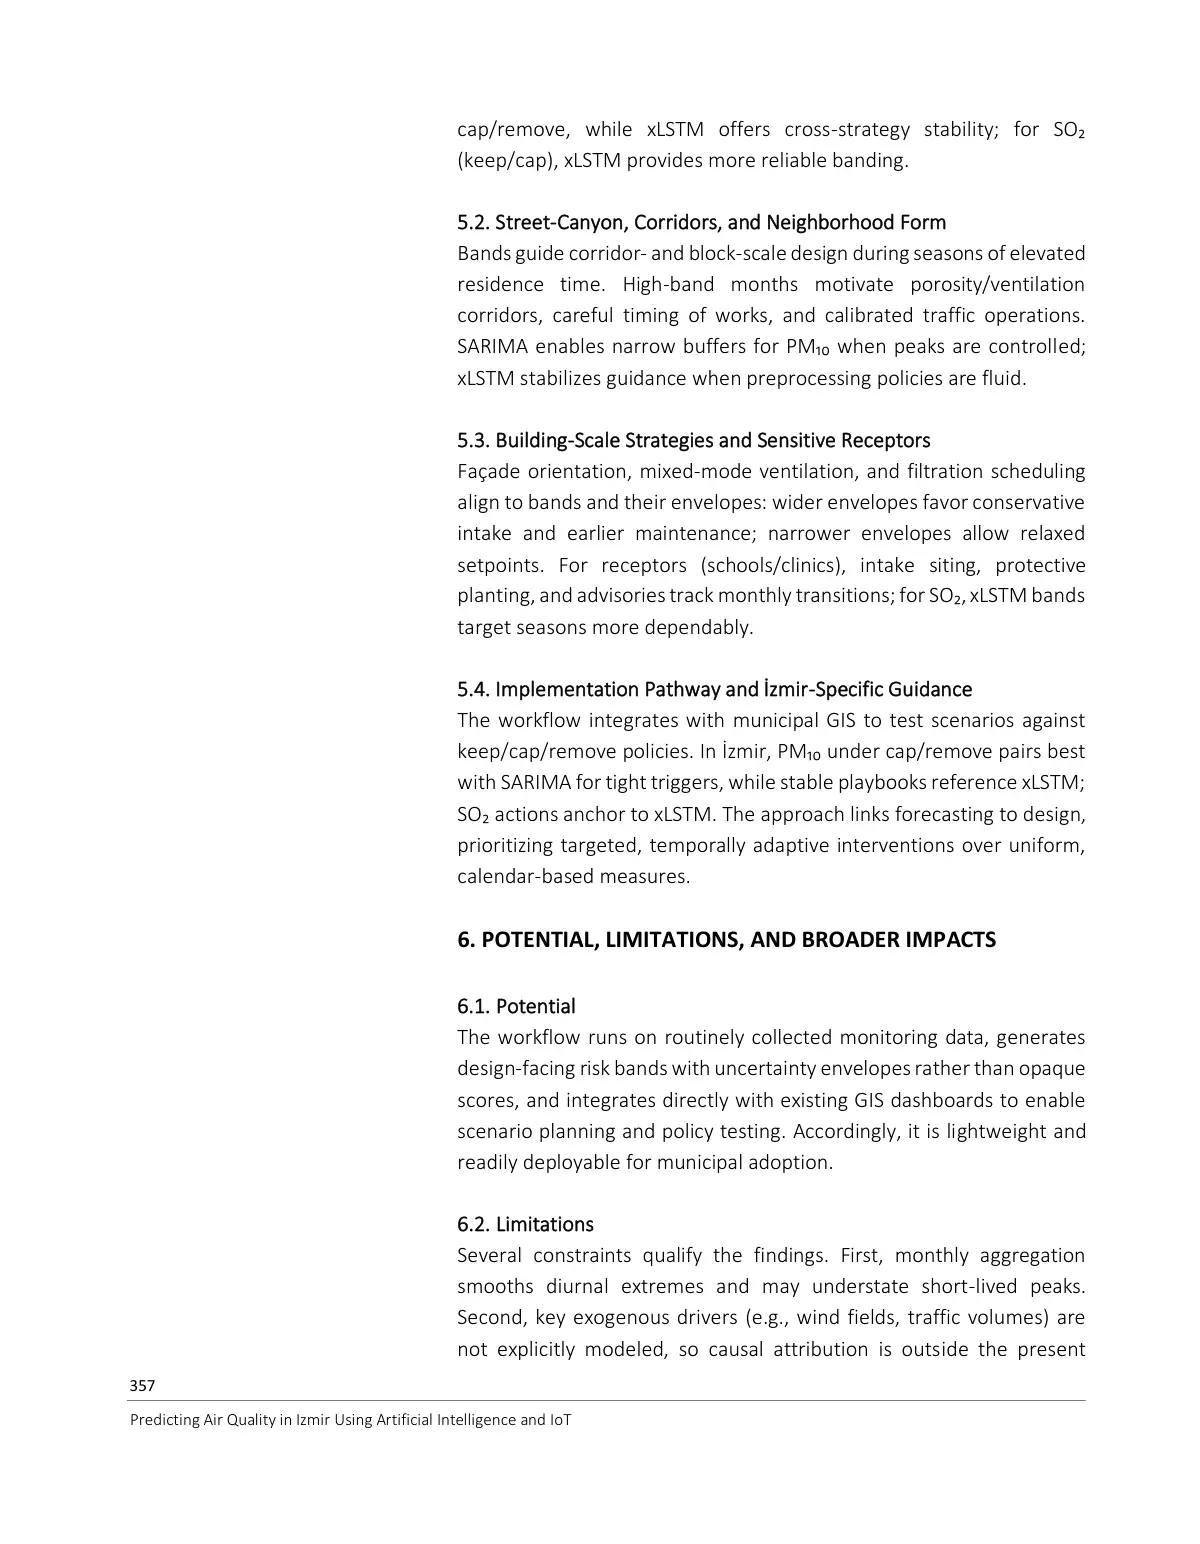 cap/remove, while xLSTM offers cross-strategy stability; for SO₂
(keep/cap), xLSTM provides more reliable banding.
5.2. Street-Canyon, Corridors, and Neighborhood Form
Bands guide corridor- and block-scale design during seasons of elevated
residence time. High-band months motivate porosity/ventilation
corridors, careful timing of works, and calibrated traffic operations.
SARIMA enables narrow buffers for PM₁₀ when peaks are controlled;
xLSTM stabilizes guidance when preprocessing policies are fluid.
5.3. Building-Scale Strategies and Sensitive Receptors
Façade orientation, mixed-mode ventilation, and filtration scheduling
align to bands and their envelopes: wider envelopes favor conservative
intake and earlier maintenance; narrower envelopes allow relaxed
setpoints. For receptors (schools/clinics), intake siting, protective
planting, and advisories track monthly transitions; for SO₂, xLSTM bands
target seasons more dependably.
5.4. Implementation Pathway and İzmir-Specific Guidance
The workflow integrates with municipal GIS to test scenarios against
keep/cap/remove policies. In İzmir, PM₁₀ under cap/remove pairs best
with SARIMA for tight triggers, while stable playbooks reference xLSTM;
SO₂ actions anchor to xLSTM. The approach links forecasting to design,
prioritizing targeted, temporally adaptive interventions over uniform,
calendar-based measures.
6. POTENTIAL, LIMITATIONS, AND BROADER IMPACTS
6.1. Potential
The workflow runs on routinely collected monitoring data, generates
design-facing risk bands with uncertainty envelopes rather than opaque
scores, and integrates directly with existing GIS dashboards to enable
scenario planning and policy testing. Accordingly, it is lightweight and
readily deployable for municipal adoption.
6.2. Limitations
Several constraints qualify the findings. First, monthly aggregation
smooths diurnal extremes and may understate short-lived peaks.
Second, key exogenous drivers (e.g., wind fields, traffic volumes) are
not explicitly modeled, so causal attribution is outside the present
357
Predicting Air Quality in Izmir Using Artificial Intelligence and IoT